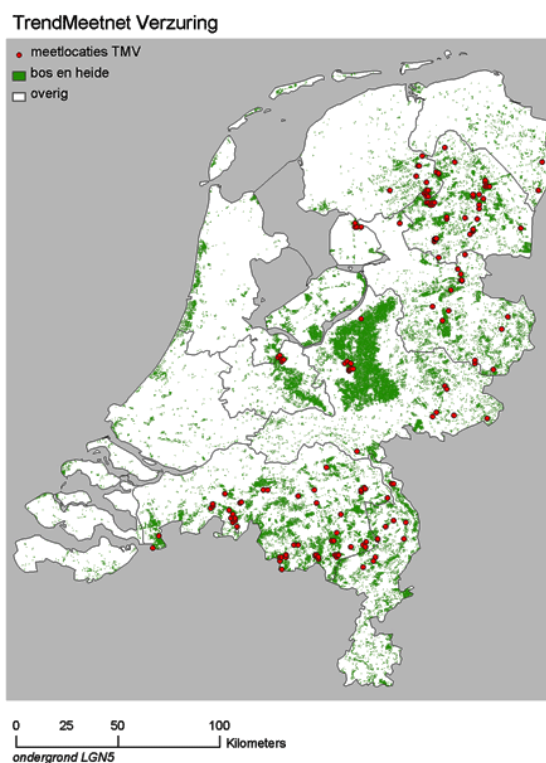 TrendMeetnet Verzuring
meetlocaties TMV
bos en heide
overig
0 25 50 100
Kilometers
ondergrond LGN5